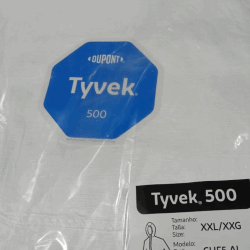 ‹DUPONT›
Tyvek®
500
Tyvek® 500
Tamanho:
Talla:
Size:
XXL/XXG
Modelo: